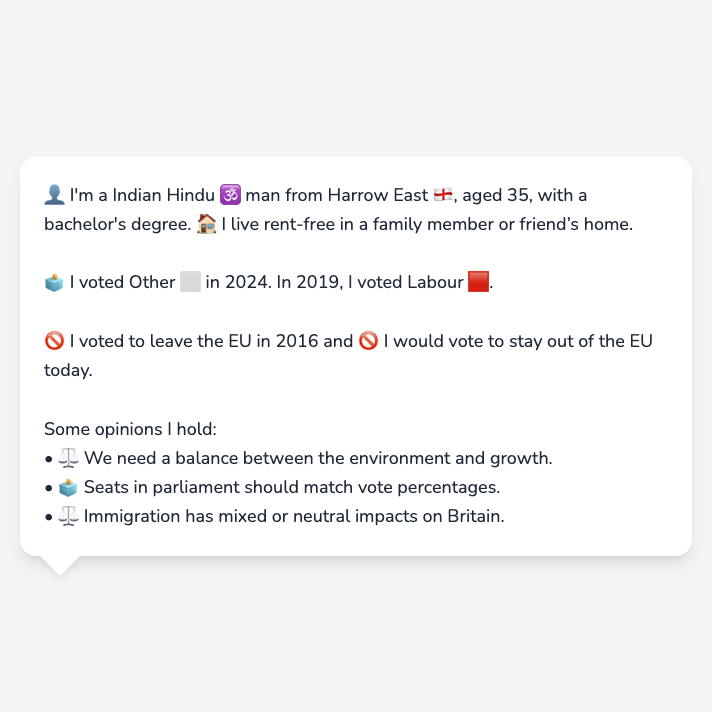 👤 I'm a Indian Hindu 🕉️ man from Harrow East 🏴󠁧󠁢󠁥󠁮󠁧󠁿, aged 35, with a
bachelor's degree. 🏠 I live rent-free in a family member or friend’s home.
🗳️ I voted Other ⬜ in 2024. In 2019, I voted Labour 🟥.
🚫 I voted to leave the EU in 2016 and 🚫 I would vote to stay out of the EU
today.
Some opinions I hold:
• ⚖️ We need a balance between the environment and growth.
• 🗳️ Seats in parliament should match vote percentages.
• ⚖️ Immigration has mixed or neutral impacts on Britain.